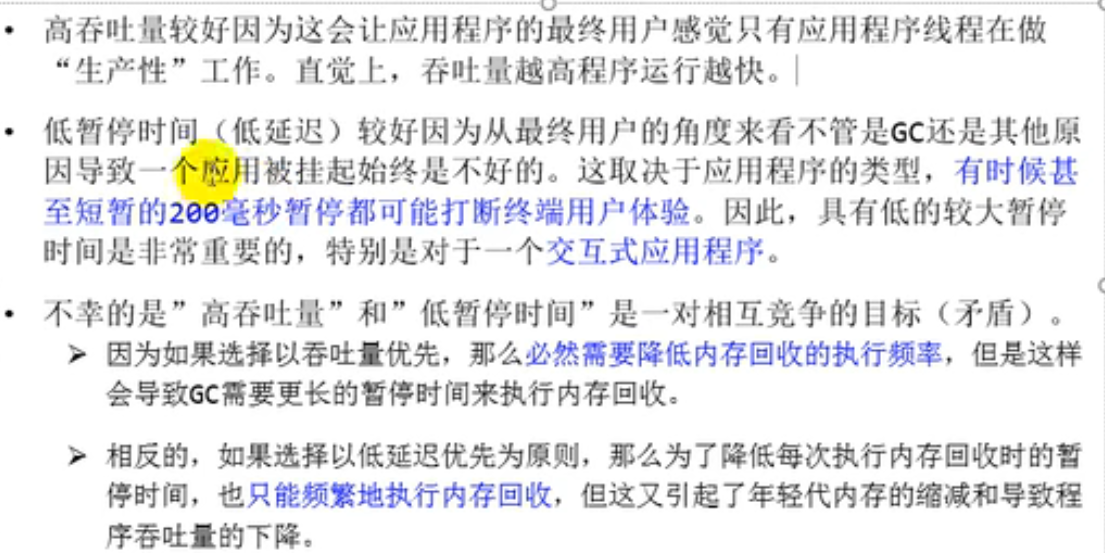 • 高吞吐量较好因为这会让应用程序的最终用户感觉只有应用程序线程在做
“生产性”工作。直觉上，吞吐量越高程序运行越快。
• 低暂停时间（低延迟）较好因为从最终用户的角度来看不管是GC还是其他原
因导致一个应用被挂起始终是不好的。这取决于应用程序的类型，有时候甚
至短暂的200毫秒暂停都可能打断终端用户体验。因此，具有低的较大暂停
时间是非常重要的，特别是对于一个交互式应用程序。
• 不幸的是”高吞吐量”和”低暂停时间”是一对相互竞争的目标（矛盾）。
➢ 因为如果选择以吞吐量优先，那么必然需要降低内存回收的执行频率，但是这样
会导致GC需要更长的暂停时间来执行内存回收。
➢ 相反的，如果选择以低延迟优先为原则，那么为了降低每次执行内存回收时的暂
停时间，也只能频繁地执行内存回收，但这又引起了年轻代内存的缩减和导致程
序吞吐量的下降。